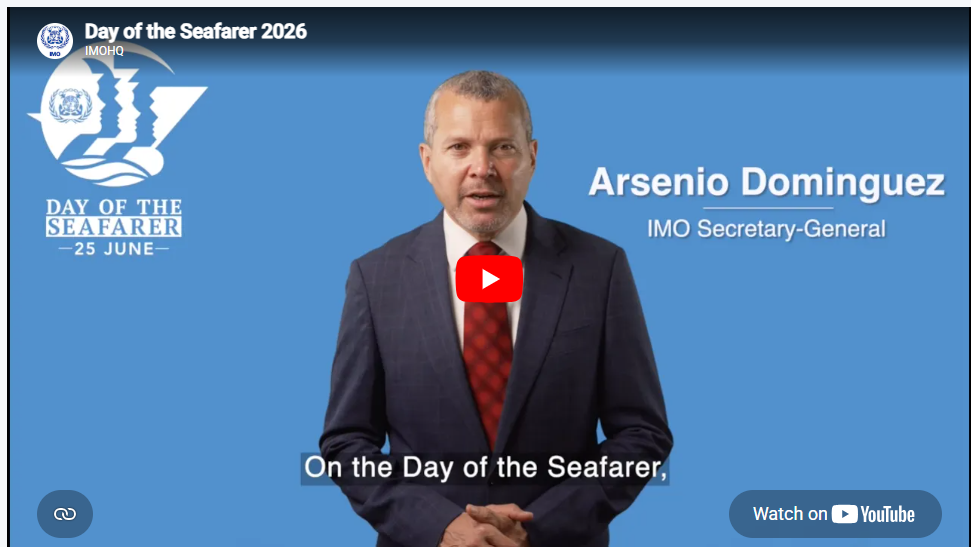 Day of the Seafarer 2026
IMOHQ
IMO
DAY OF THE
SEAFARER
—25 JUNE—
Arsenio Dominguez
IMO Secretary-General
On the Day of the Seafarer,
Watch on YouTube